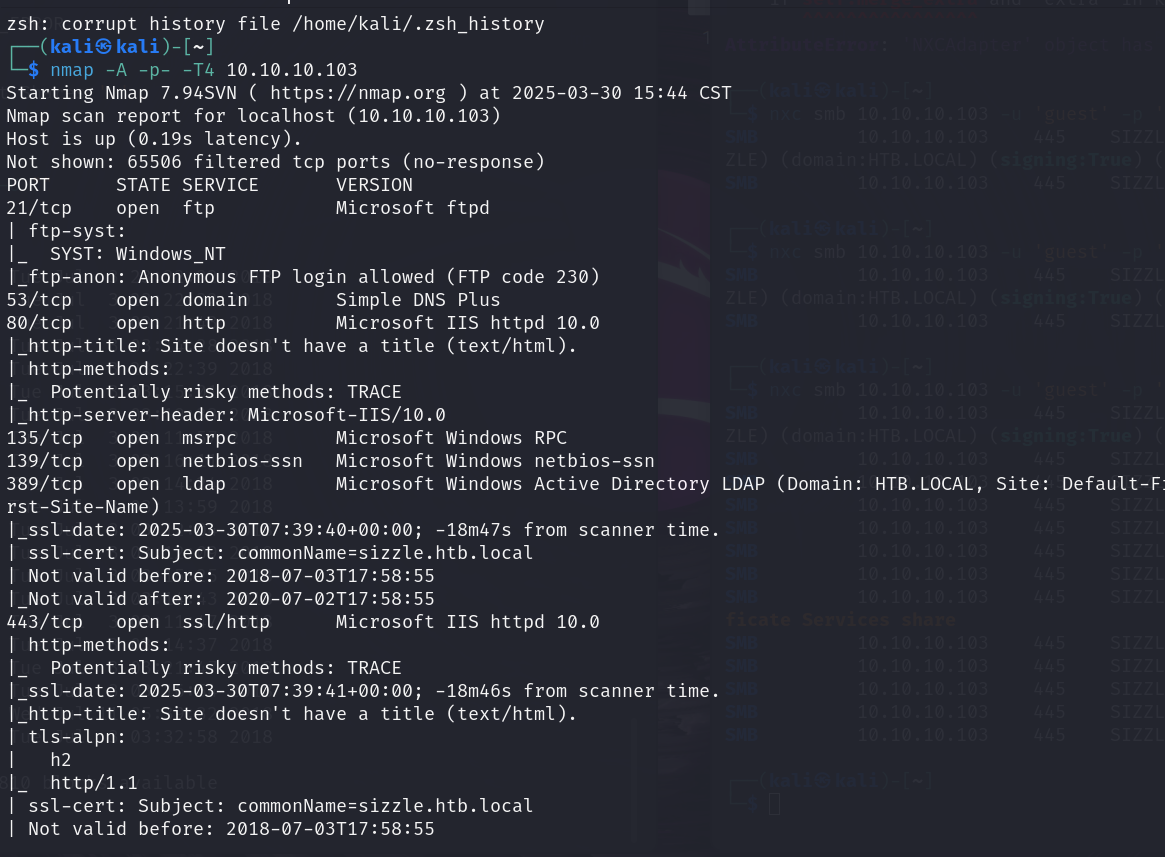 zsh: corrupt history file /home/kali/.zsh_history
┌──(kali㉿kali)-[~]
└─$ nmap -A -p- -T4 10.10.10.103
Starting Nmap 7.94SVN ( https://nmap.org ) at 2025-03-30 15:44 CST
Nmap scan report for localhost (10.10.10.103)
Host is up (0.19s latency).
Not shown: 65506 filtered tcp ports (no-response)
PORT     STATE SERVICE       VERSION
21/tcp   open  ftp           Microsoft ftpd
| ftp-syst:
|_  SYST: Windows_NT
|_ftp-anon: Anonymous FTP login allowed (FTP code 230)
53/tcp   open  domain        Simple DNS Plus
80/tcp   open  http          Microsoft IIS httpd 10.0
|_http-title: Site doesn't have a title (text/html).
| http-methods:
|_  Potentially risky methods: TRACE
|_http-server-header: Microsoft-IIS/10.0
135/tcp  open  msrpc         Microsoft Windows RPC
139/tcp  open  netbios-ssn   Microsoft Windows netbios-ssn
389/tcp  open  ldap          Microsoft Windows Active Directory LDAP (Domain: HTB.LOCAL, Site: Default-Fi
rst-Site-Name)
|_ssl-date: 2025-03-30T07:39:40+00:00; -18m47s from scanner time.
| ssl-cert: Subject: commonName=sizzle.htb.local
| Not valid before: 2018-07-03T17:58:55
|_Not valid after:  2020-07-02T17:58:55
443/tcp  open  ssl/http      Microsoft IIS httpd 10.0
| http-methods:
|_  Potentially risky methods: TRACE
|_ssl-date: 2025-03-30T07:39:41+00:00; -18m46s from scanner time.
|_http-title: Site doesn't have a title (text/html).
| tls-alpn:
|   h2
|_  http/1.1
| ssl-cert: Subject: commonName=sizzle.htb.local
| Not valid before: 2018-07-03T17:58:55